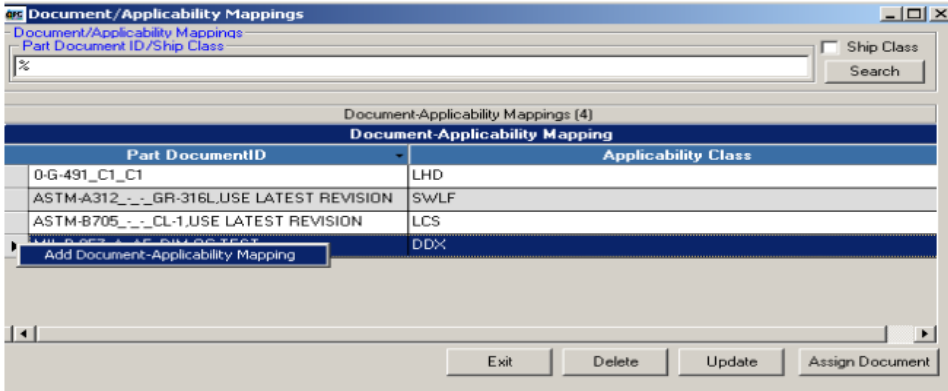 QFC Document/Applicability Mappings
Document/Applicability Mappings
Part Document ID/Ship Class
%
Ship Class
Search
Document-Applicability Mappings (4)
Document-Applicability Mapping
Part DocumentID Applicability Class
0-G-491_C1_C1 LHD
ASTM-A312_-_-_GR-316L,USE LATEST REVISION SWLF
ASTM-B705_-_-_CL-1,USE LATEST REVISION LCS
DDX
Add Document-Applicability Mapping
Exit Delete Update Assign Document